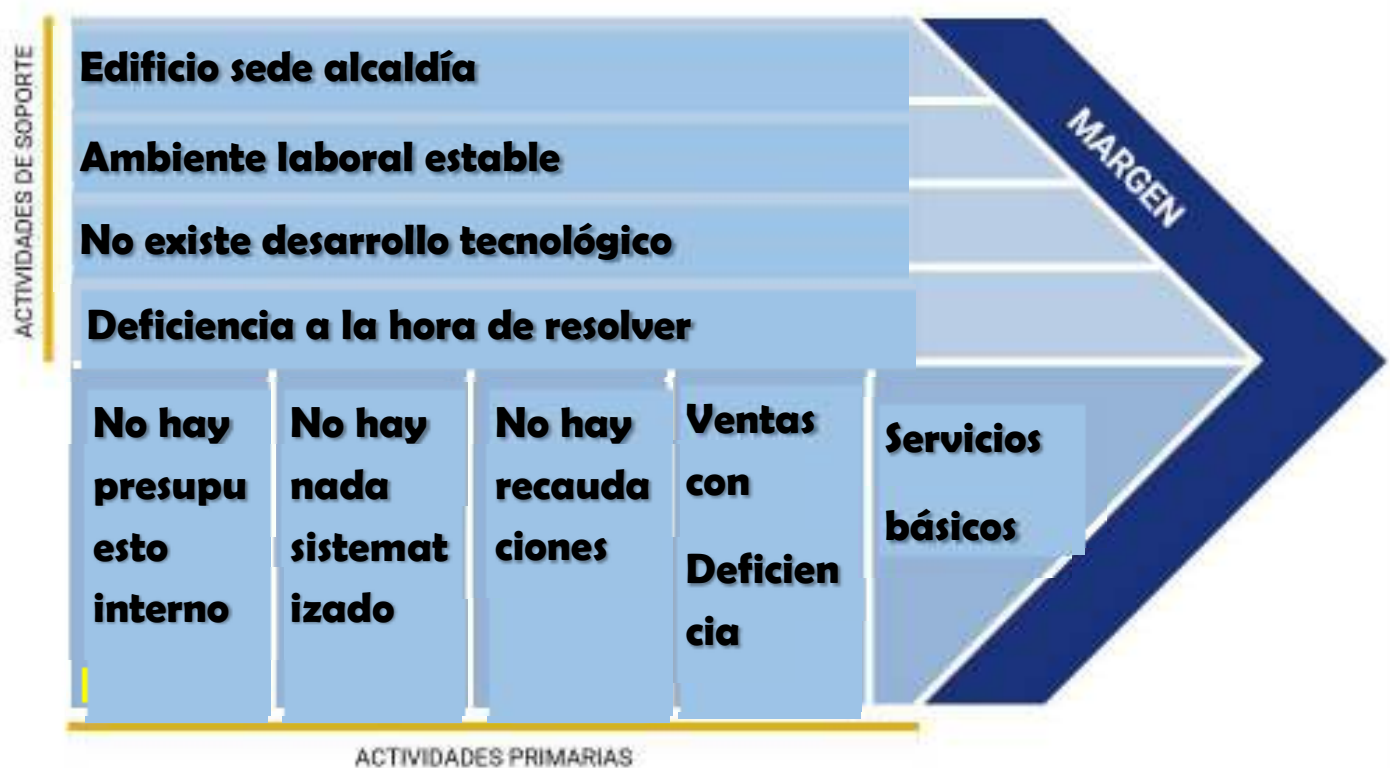 ACTIVIDADES DE SOPORTE
Edificio sede alcaldía
Ambiente laboral estable
No existe desarrollo tecnológico
Deficiencia a la hora de resolver
MARGEN
No hay
presupu
esto
interno
No hay
nada
sistemat
izado
No hay
recauda
ciones
Ventas
con
Deficien
cia
Servicios
básicos
ACTIVIDADES PRIMARIAS